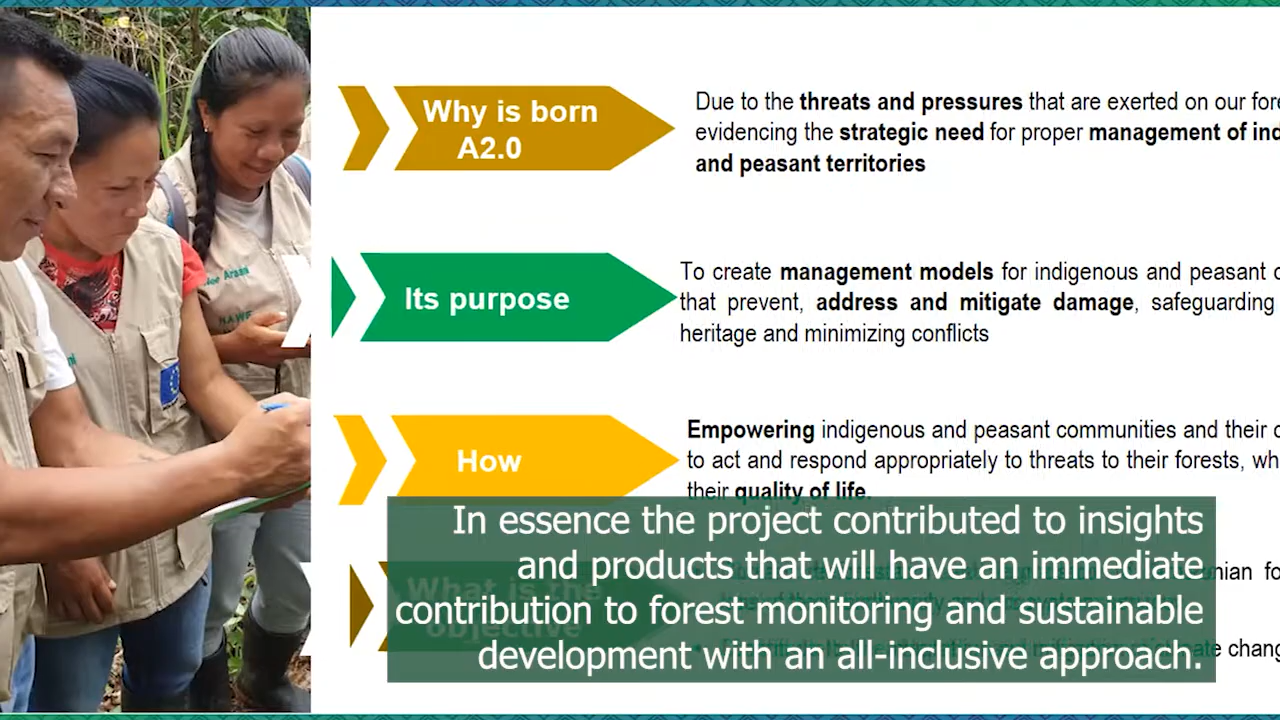 Why is born
A2.0
Due to the threats and pressures that are exerted on our
evidencing the strategic need for proper management of
and peasant territories
Its purpose
To create management models for indigenous and peasant
that prevent, address and mitigate damage, safeguarding
heritage and minimizing conflicts
How
Empowering indigenous and peasant communities and their
to act and respond appropriately to threats to their forests,
their quality of life.
What is the
objective
In essence the project contributed to insights
and products that will have an immediate
contribution to forest monitoring and sustainable
development with an all-inclusive approach.